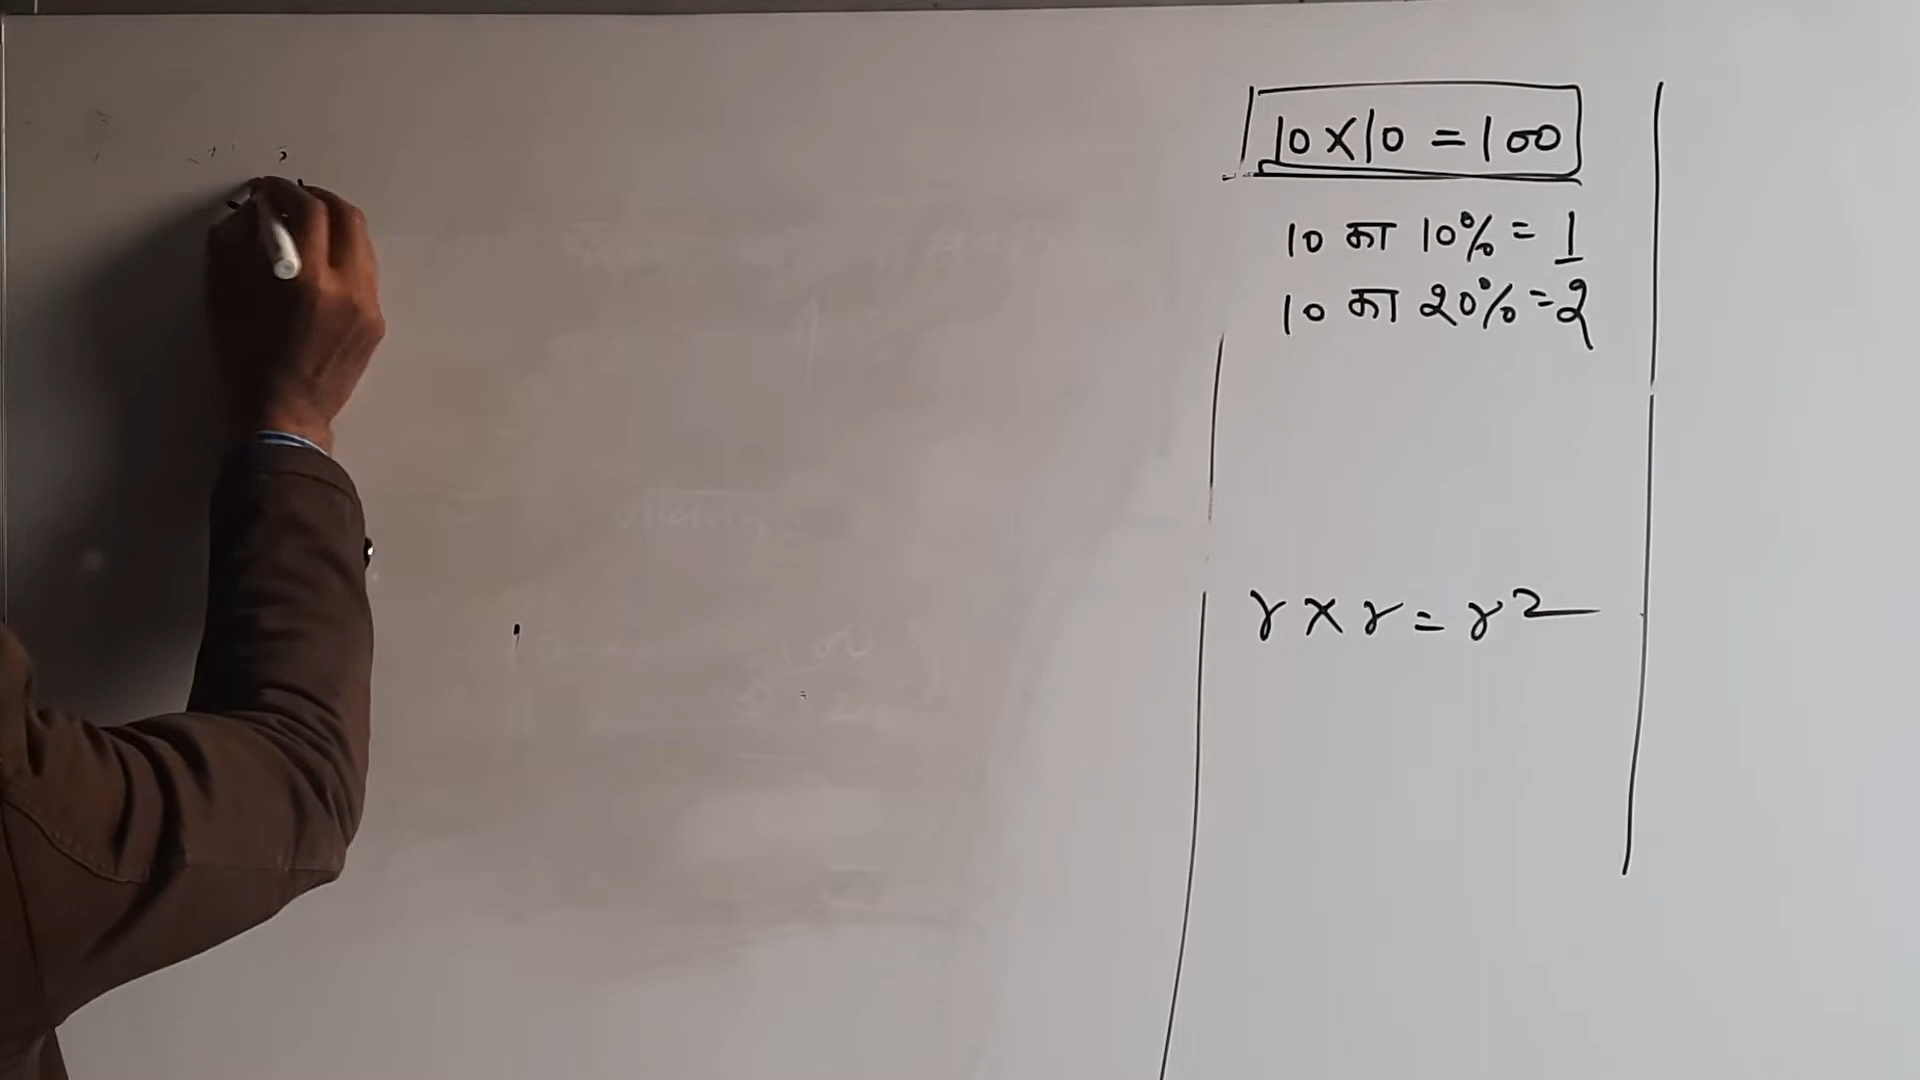 10 × 10 = 100
10 का 10% = 1
10 का 20% = 2
r × r = r²